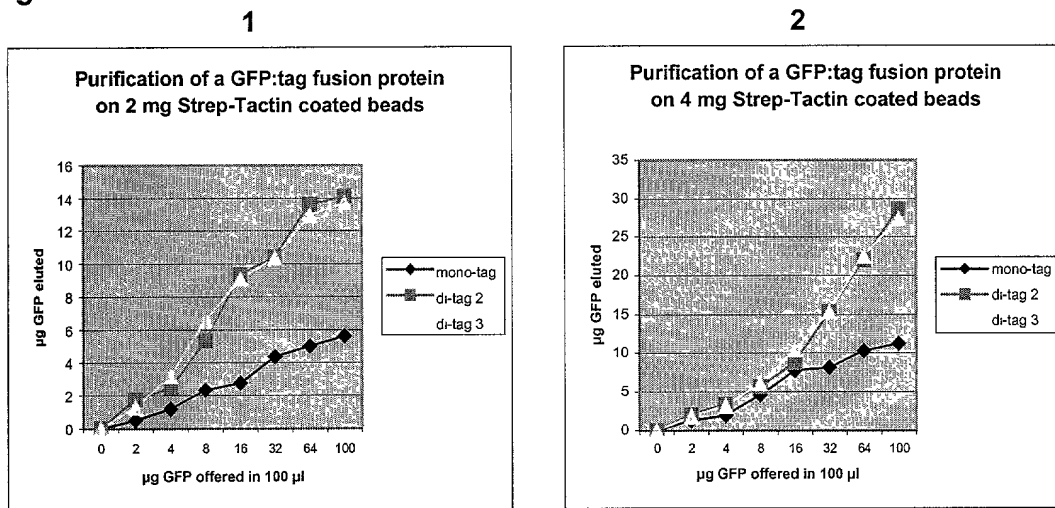 1
Purification of a GFP:tag fusion protein
on 2 mg Strep-Tactin coated beads
16
14
12
10
8
6
4
2
0
µg GFP eluted
0 2 4 8 16 32 64 100
µg GFP offered in 100 µl
mono-tag
di-tag 2
di-tag 3
2
Purification of a GFP:tag fusion protein
on 4 mg Strep-Tactin coated beads
35
30
25
20
15
10
5
0
µg GFP eluted
0 2 4 8 16 32 64 100
µg GFP offered in 100 µl
mono-tag
di-tag 2
di-tag 3